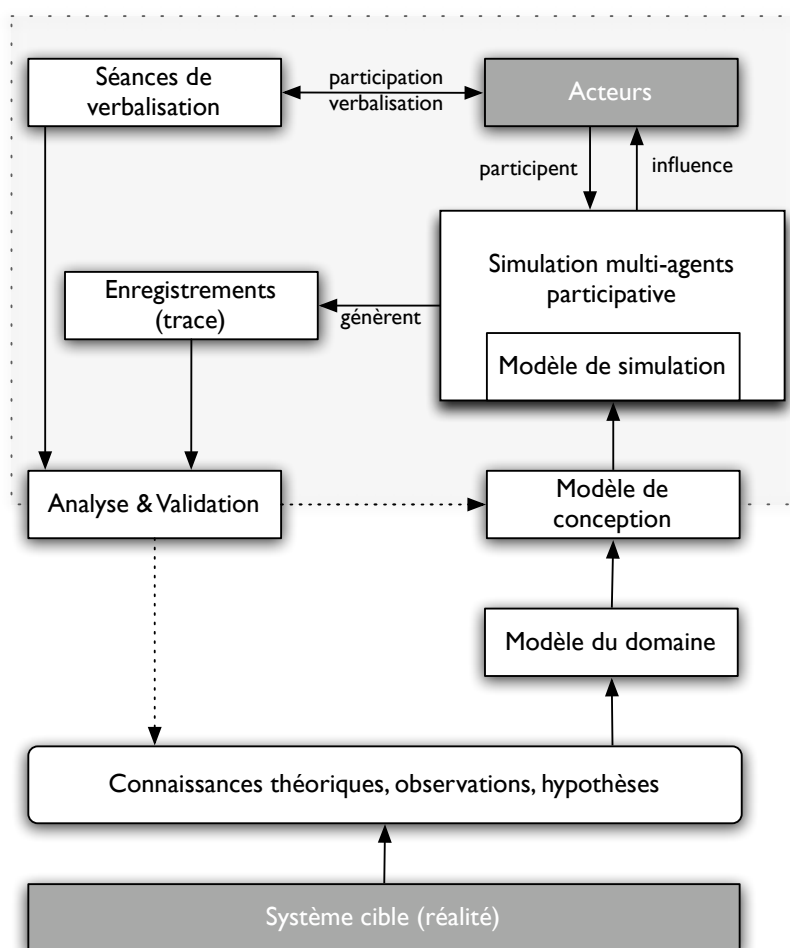 Séances de
verbalisation
participation
verbalisation
Acteurs
participent
influence
Simulation multi-agents
participative
Enregistrements
(trace)
génèrent
Modèle de simulation
Analyse & Validation
Modèle de
conception
Modèle du domaine
Connaissances théoriques, observations, hypothèses
Système cible (réalité)